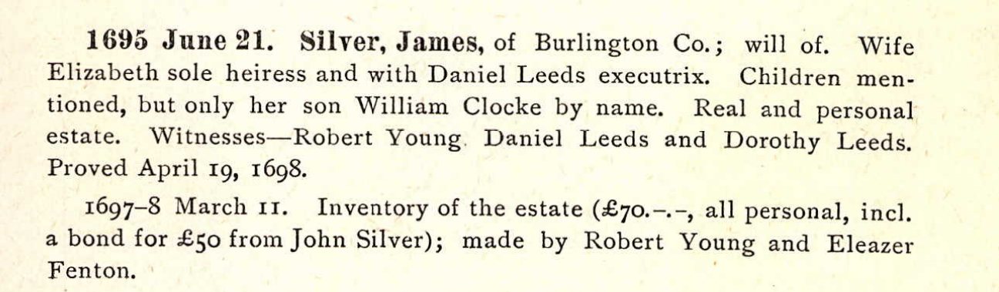 1695 June 21. Silver, James, of Burlington Co.; will of. Wife
Elizabeth sole heiress and with Daniel Leeds executrix. Children men-
tioned, but only her son William Clocke by name. Real and personal
estate. Witnesses—Robert Young. Daniel Leeds and Dorothy Leeds.
Proved April 19, 1698.
1697–8 March 11. Inventory of the estate (£70.–.–, all personal, incl.
a bond for £50 from John Silver); made by Robert Young and Eleazer
Fenton.